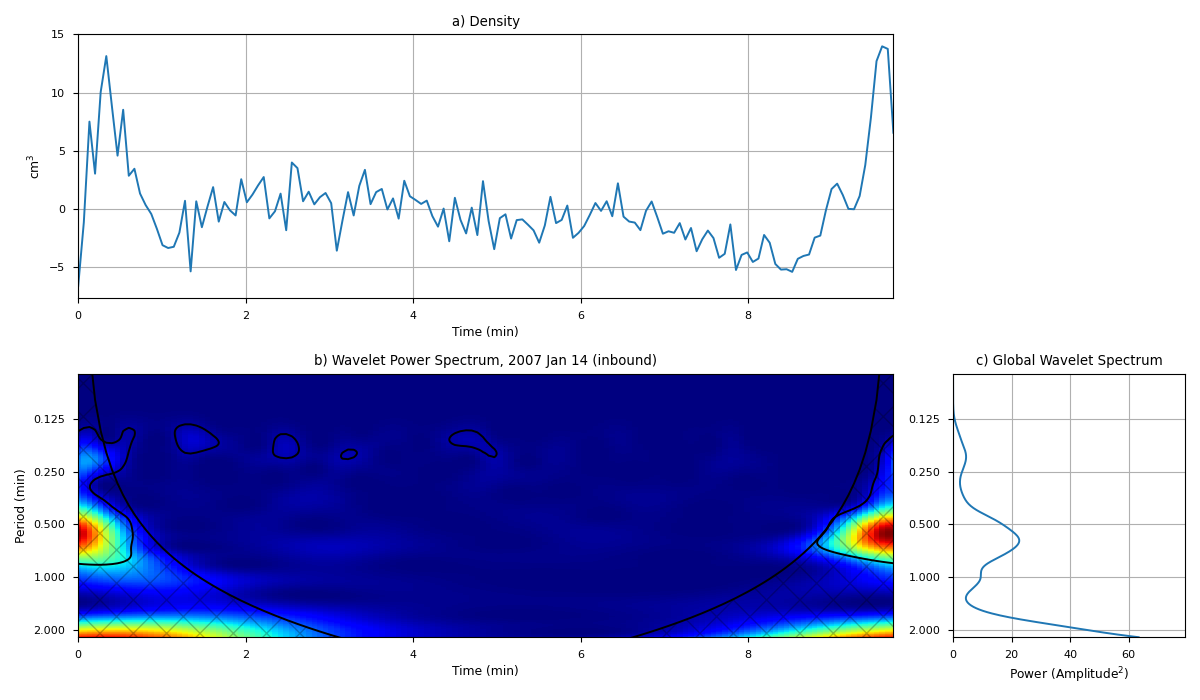 a) Density
15
10
5
0
−5
cm³
0 2 4 6 8
Time (min)
b) Wavelet Power Spectrum, 2007 Jan 14 (inbound)
0.125
0.250
0.500
1.000
2.000
Period (min)
0 2 4 6 8
Time (min)
c) Global Wavelet Spectrum
0.125
0.250
0.500
1.000
2.000
0 20 40 60
Power (Amplitude²)